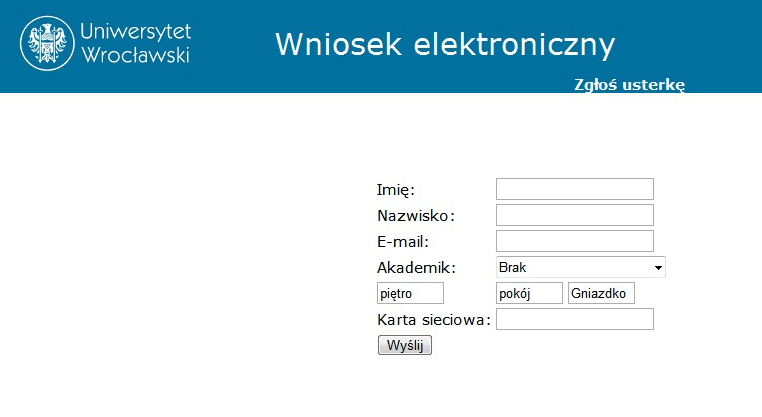 Uniwersytet
Wrocławski
Wniosek elektroniczny
Zgłoś usterkę
Imię:
Nazwisko:
E-mail:
Akademik: Brak
piętro pokój Gniazdko
Karta sieciowa:
Wyślij